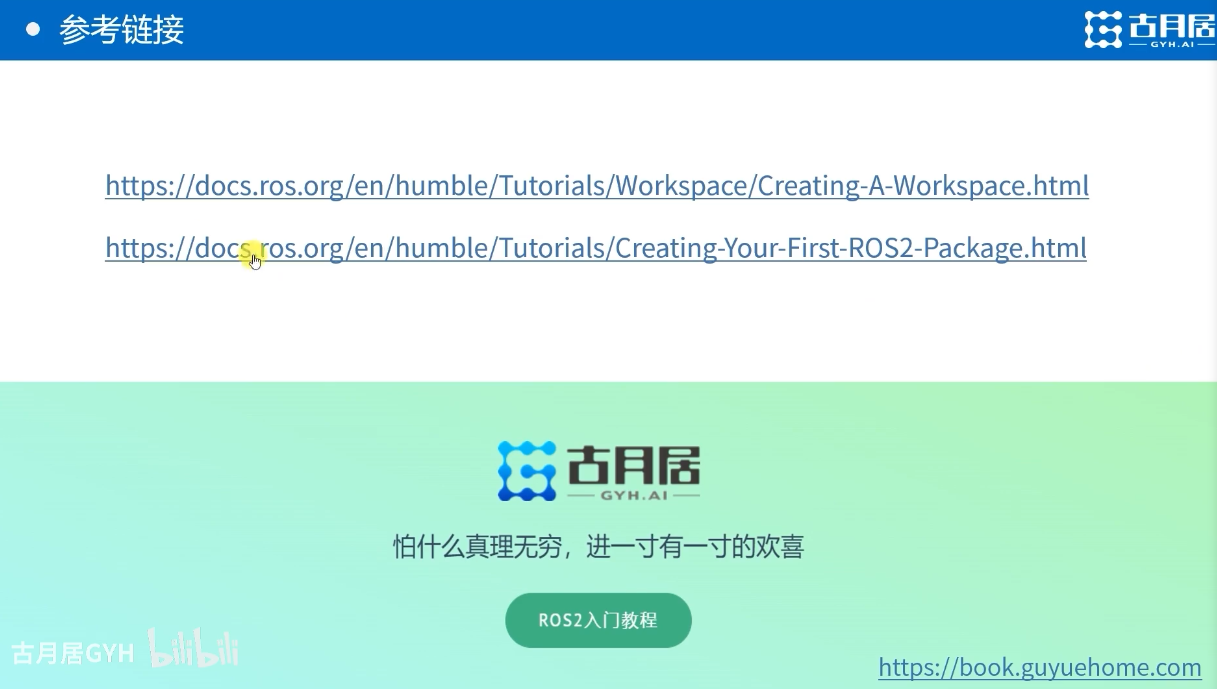 参考链接
古月居
GYH.AI
https://docs.ros.org/en/humble/Tutorials/Workspace/Creating-A-Workspace.html
https://docs.ros.org/en/humble/Tutorials/Creating-Your-First-ROS2-Package.html
古月居
GYH.AI
怕什么真理无穷，进一寸有一寸的欢喜
ROS2入门教程
古月居GYH bilibili
https://book.guyuehome.com